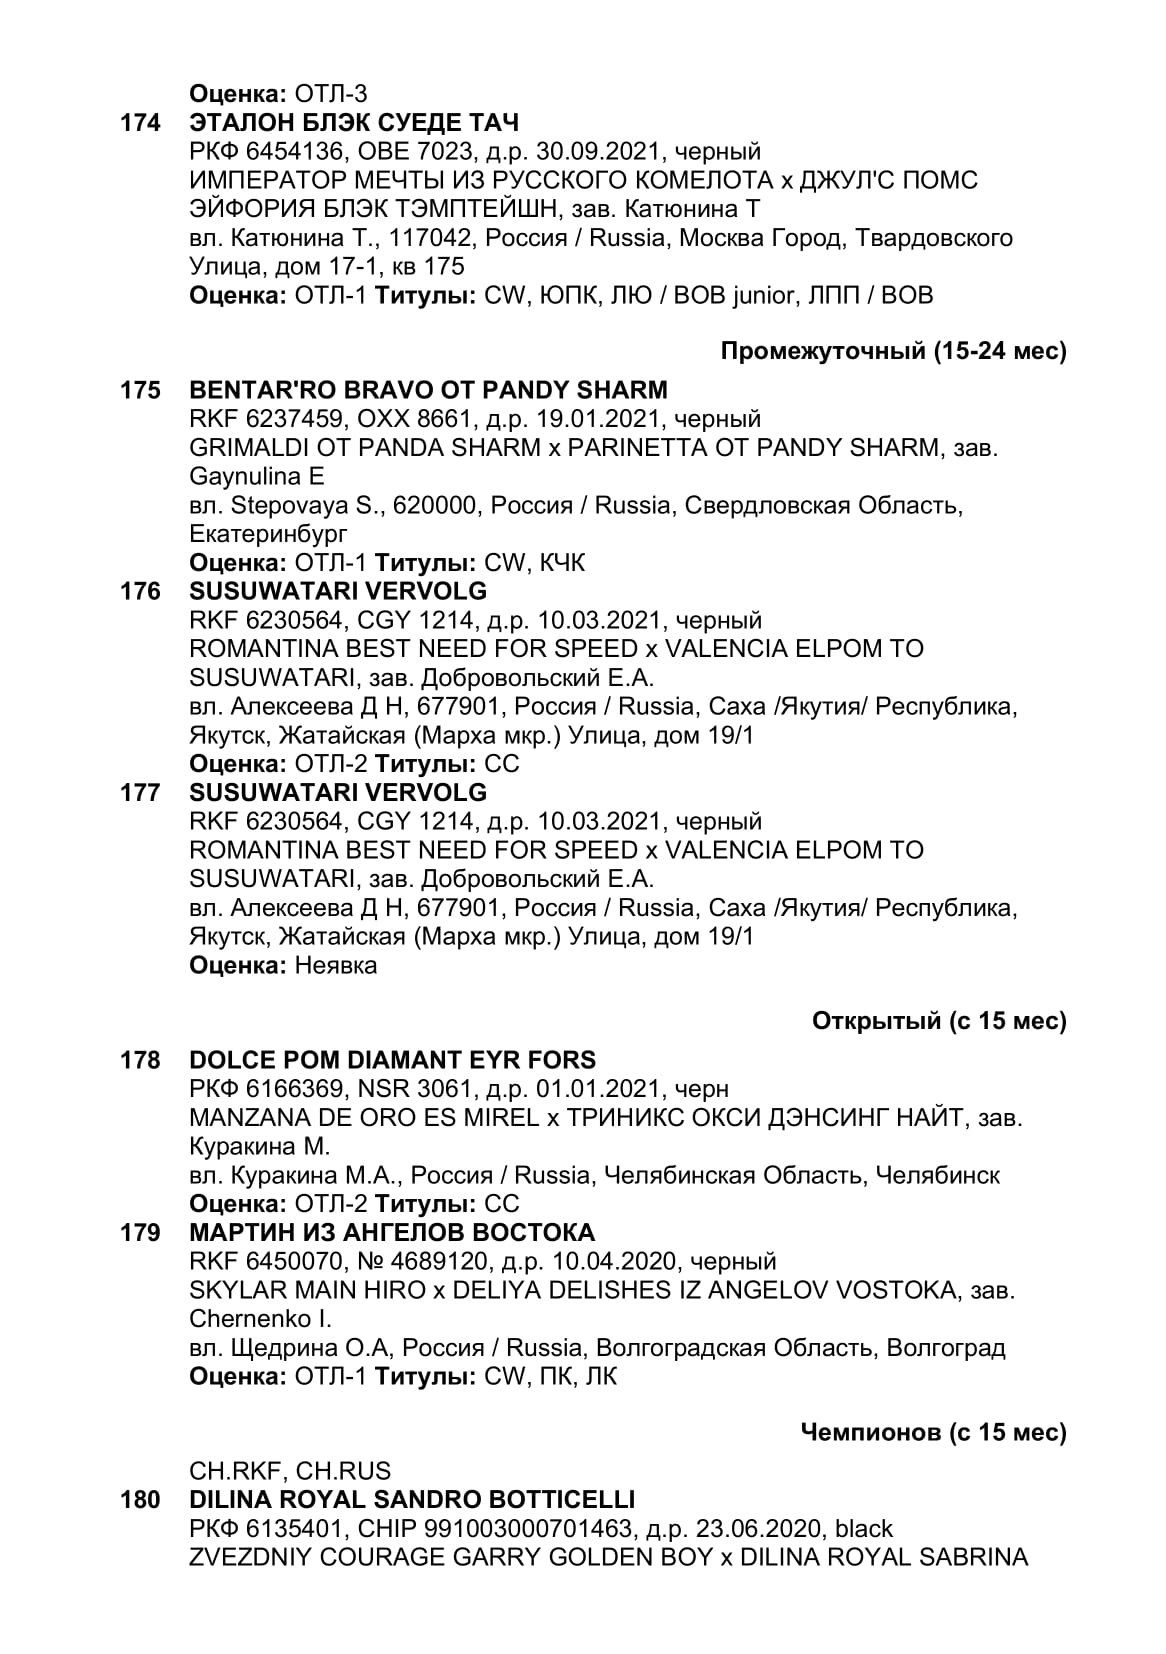 Оценка: ОТЛ-3
174 ЭТАЛОН БЛЭК СУЕДЕ ТАЧ
РКФ 6454136, OBE 7023, д.р. 30.09.2021, черный
ИМПЕРАТОР МЕЧТЫ ИЗ РУССКОГО КОМЕЛОТА x ДЖУЛ'С ПОМС
ЭЙФОРИЯ БЛЭК ТЭМПТЕЙШН, зав. Катюнина Т
вл. Катюнина Т., 117042, Россия / Russia, Москва Город, Твардовского
Улица, дом 17-1, кв 175
Оценка: ОТЛ-1 Титулы: CW, ЮПК, ЛЮ / BOB junior, ЛПП / BOB
Промежуточный (15-24 мес)
175 BENTAR'RO BRAVO OT PANDY SHARM
RKF 6237459, OXX 8661, д.р. 19.01.2021, черный
GRIMALDI OT PANDA SHARM x PARINETTA OT PANDY SHARM, зав.
Gaynulina E
вл. Stepovaya S., 620000, Россия / Russia, Свердловская Область,
Екатеринбург
Оценка: ОТЛ-1 Титулы: CW, КЧК
176 SUSUWATARI VERVOLG
RKF 6230564, CGY 1214, д.р. 10.03.2021, черный
ROMANTINA BEST NEED FOR SPEED x VALENCIA ELPOM TO
SUSUWATARI, зав. Добровольский Е.А.
вл. Алексеева Д Н, 677901, Россия / Russia, Саха /Якутия/ Республика,
Якутск, Жатайская (Марха мкр.) Улица, дом 19/1
Оценка: ОТЛ-2 Титулы: СС
177 SUSUWATARI VERVOLG
RKF 6230564, CGY 1214, д.р. 10.03.2021, черный
ROMANTINA BEST NEED FOR SPEED x VALENCIA ELPOM TO
SUSUWATARI, зав. Добровольский Е.А.
вл. Алексеева Д Н, 677901, Россия / Russia, Саха /Якутия/ Республика,
Якутск, Жатайская (Марха мкр.) Улица, дом 19/1
Оценка: Неявка
Открытый (с 15 мес)
178 DOLCE POM DIAMANT EYR FORS
РКФ 6166369, NSR 3061, д.р. 01.01.2021, черн
MANZANA DE ORO ES MIREL x ТРИНИКС ОКСИ ДЭНСИНГ НАЙТ, зав.
Куракина М.
вл. Куракина М.А., Россия / Russia, Челябинская Область, Челябинск
Оценка: ОТЛ-2 Титулы: СС
179 МАРТИН ИЗ АНГЕЛОВ ВОСТОКА
RKF 6450070, № 4689120, д.р. 10.04.2020, черный
SKYLAR MAIN HIRO x DELIYA DELISHES IZ ANGELOV VOSTOKA, зав.
Chernenko I.
вл. Щедрина О.А, Россия / Russia, Волгоградская Область, Волгоград
Оценка: ОТЛ-1 Титулы: CW, ПК, ЛК
Чемпионов (с 15 мес)
CH.RKF, CH.RUS
180 DILINA ROYAL SANDRO BOTTICELLI
РКФ 6135401, CHIP 991003000701463, д.р. 23.06.2020, black
ZVEZDNIY COURAGE GARRY GOLDEN BOY x DILINA ROYAL SABRINA